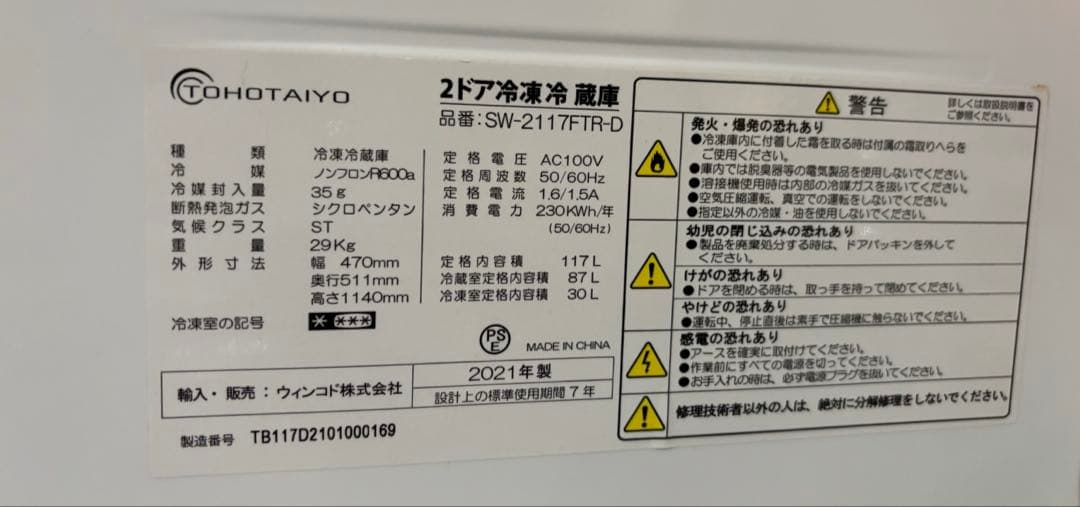 TOHOTAIYO
2ドア冷凍冷蔵庫
品番:SW-2117FTR-D
種類 冷凍冷蔵庫
冷媒 ノンフロンR600a
冷媒封入量 35g
断熱発泡ガス シクロペンタン
気候クラス ST
重量 29Kg
外形寸法 幅 470mm
奥行511mm
高さ1140mm
冷凍室の記号
定格電圧 AC100V
定格周波数 50/60Hz
定格電流 1.6/1.5A
消費電力 230KWh/年
(50/60Hz)
定格内容積 117L
冷蔵室定格内容積 87L
冷凍室定格内容積 30L
PS
E
MADE IN CHINA
輸入・販売:ウィンコド株式会社
2021年製
設計上の標準使用期間7年
製造番号 TB117D2101000169
警告
詳しくは取扱説明書を
ご参照ください。
発火・爆発の恐れあり
●冷凍庫内に付着した霜を取る時は付属の霜取りへらを
ご使用ください。
●庫内では脱臭器等の電気製品を使用しないでください。
●溶接機使用時は内部の冷媒ガスを抜いてください。
●空気圧縮運転、真空での運転をしないでください。
●指定以外の冷媒・油を使用しないでください。
幼児の閉じ込みの恐れあり
●製品を廃棄処分する時は、ドアパッキンを外して
ください。
けがの恐れあり
●ドアを閉める時は、取っ手を持って閉めてください。
やけどの恐れあり
●運転中、停止直後は素手で圧縮機に触らないでください。
感電の恐れあり
●アースを確実に取付けてください。
●作業前にすべての電源を切ってください。
●お手入れの時は、必ず電源プラグを抜いてください。
修理技術者以外の人は、絶対に分解修理をしないでください。